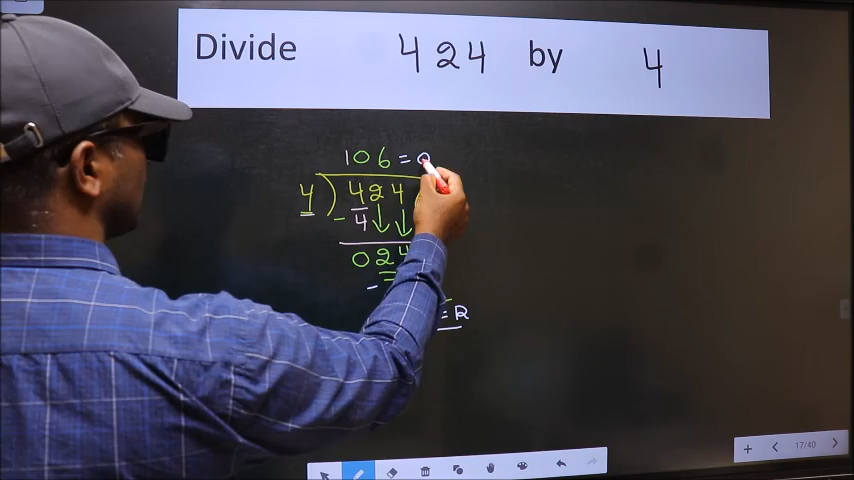 Divide 424 by 4
106 = Q
4 ) 424
- 4
024
-
= R
17/40